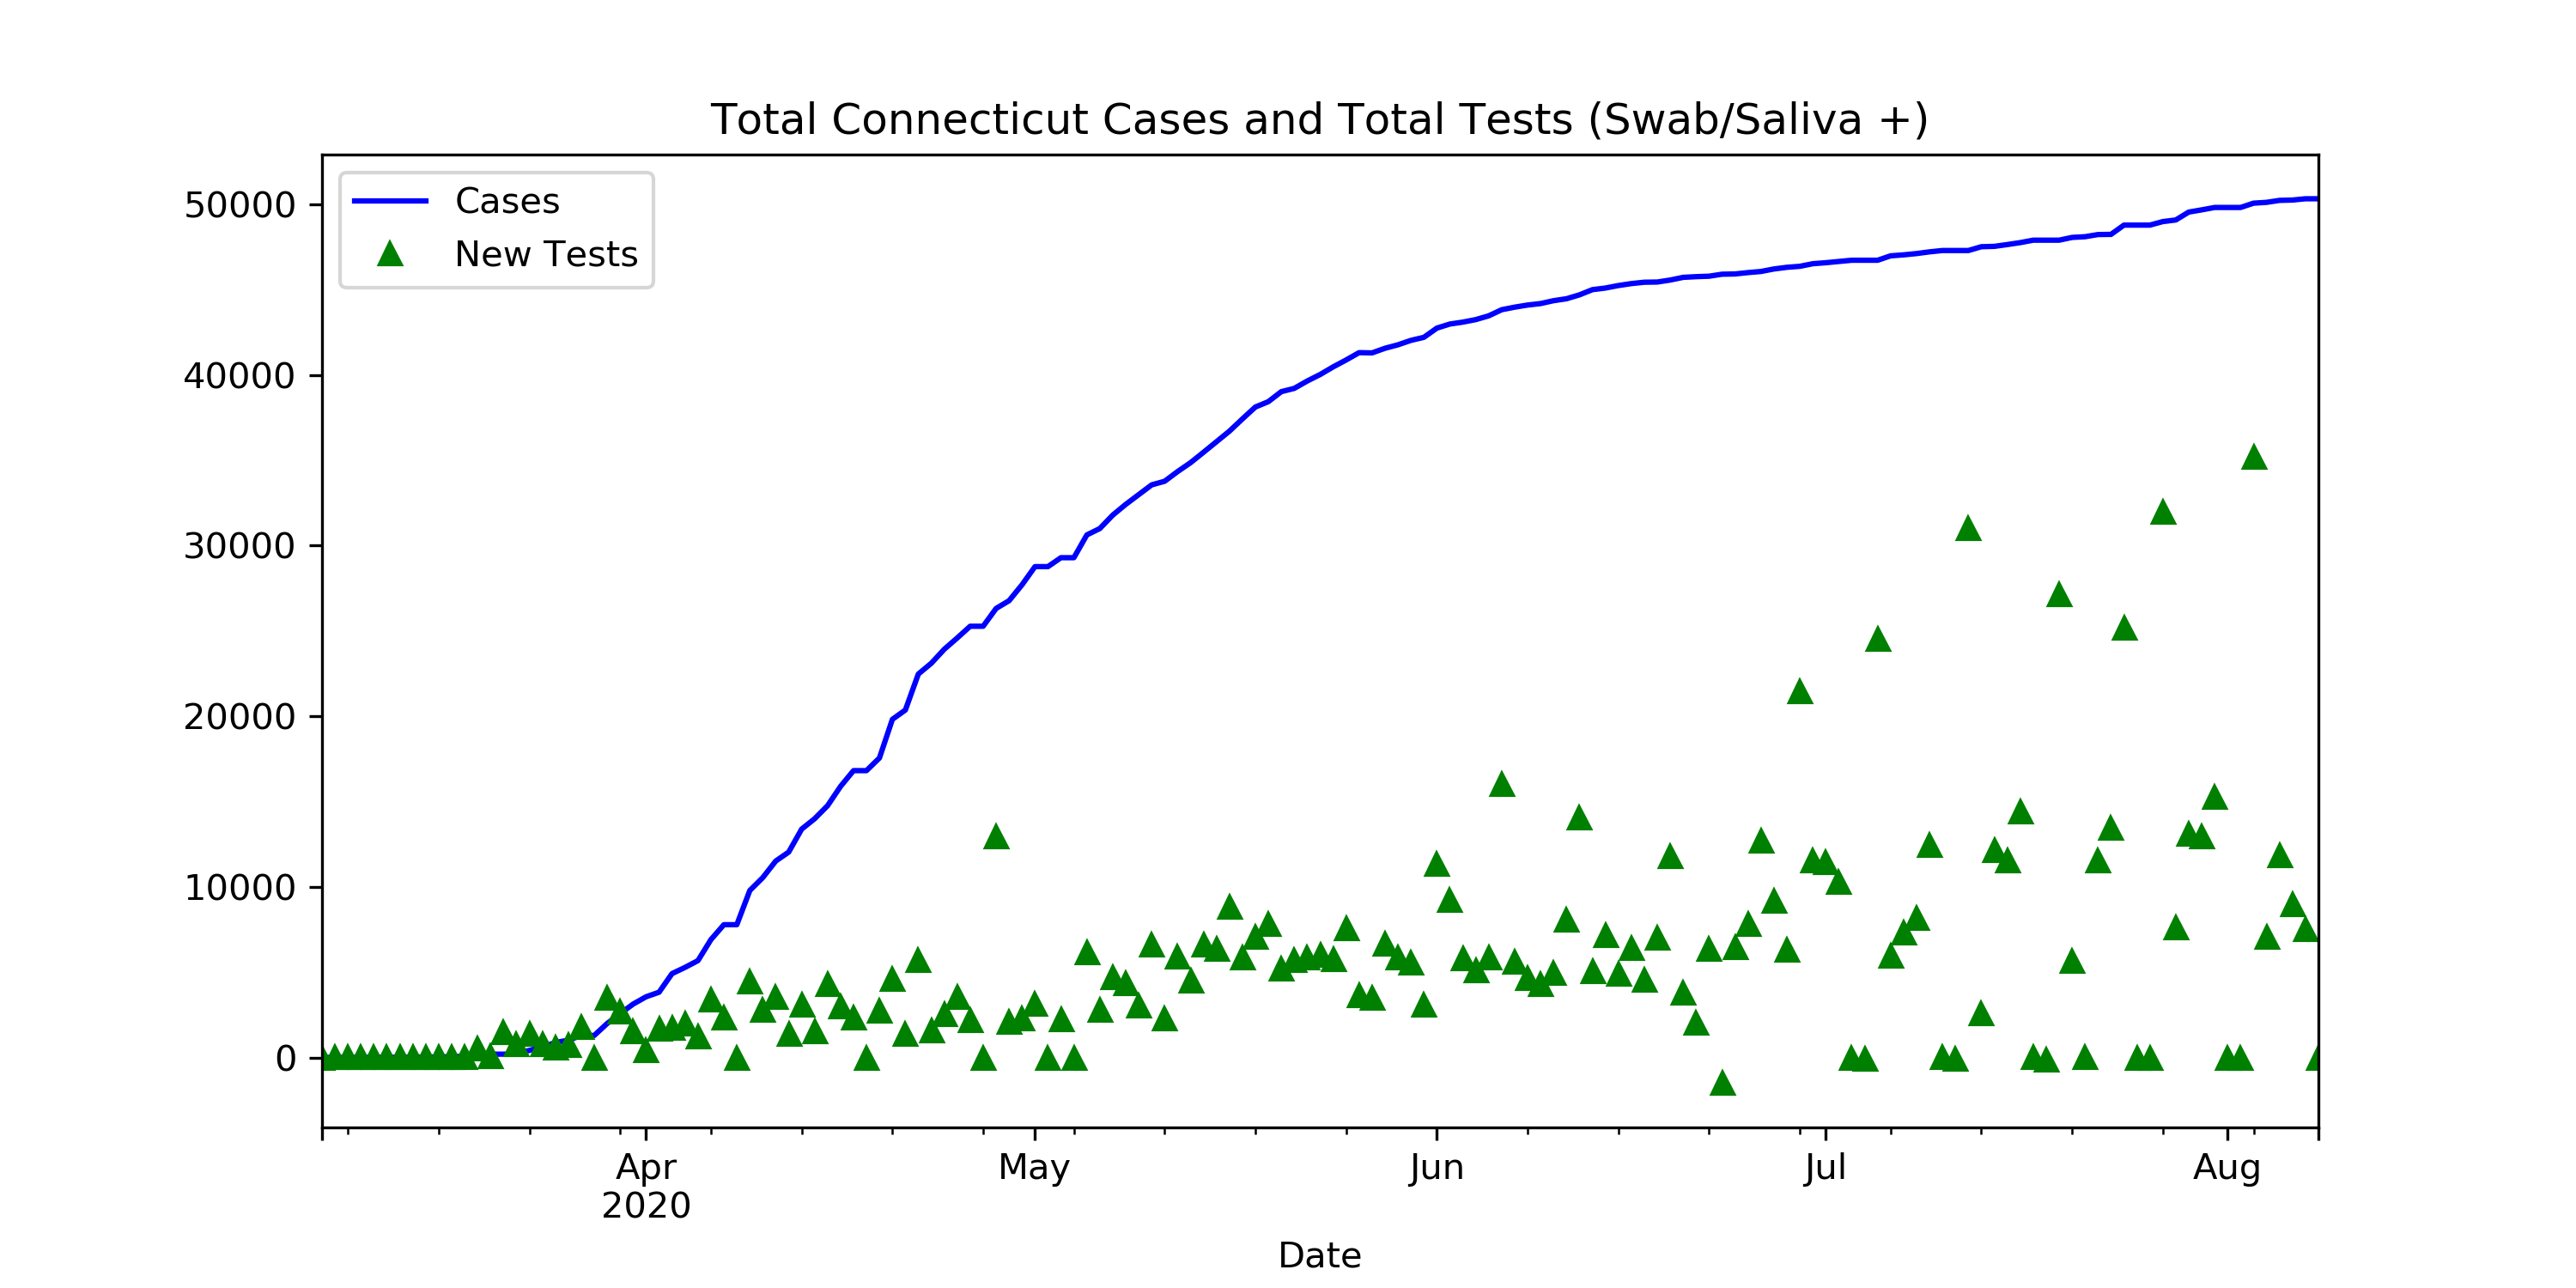 Total Connecticut Cases and Total Tests (Swab/Saliva +)
Cases
New Tests
50000
40000
30000
20000
10000
0
Apr
2020
May
Jun
Jul
Aug
Date